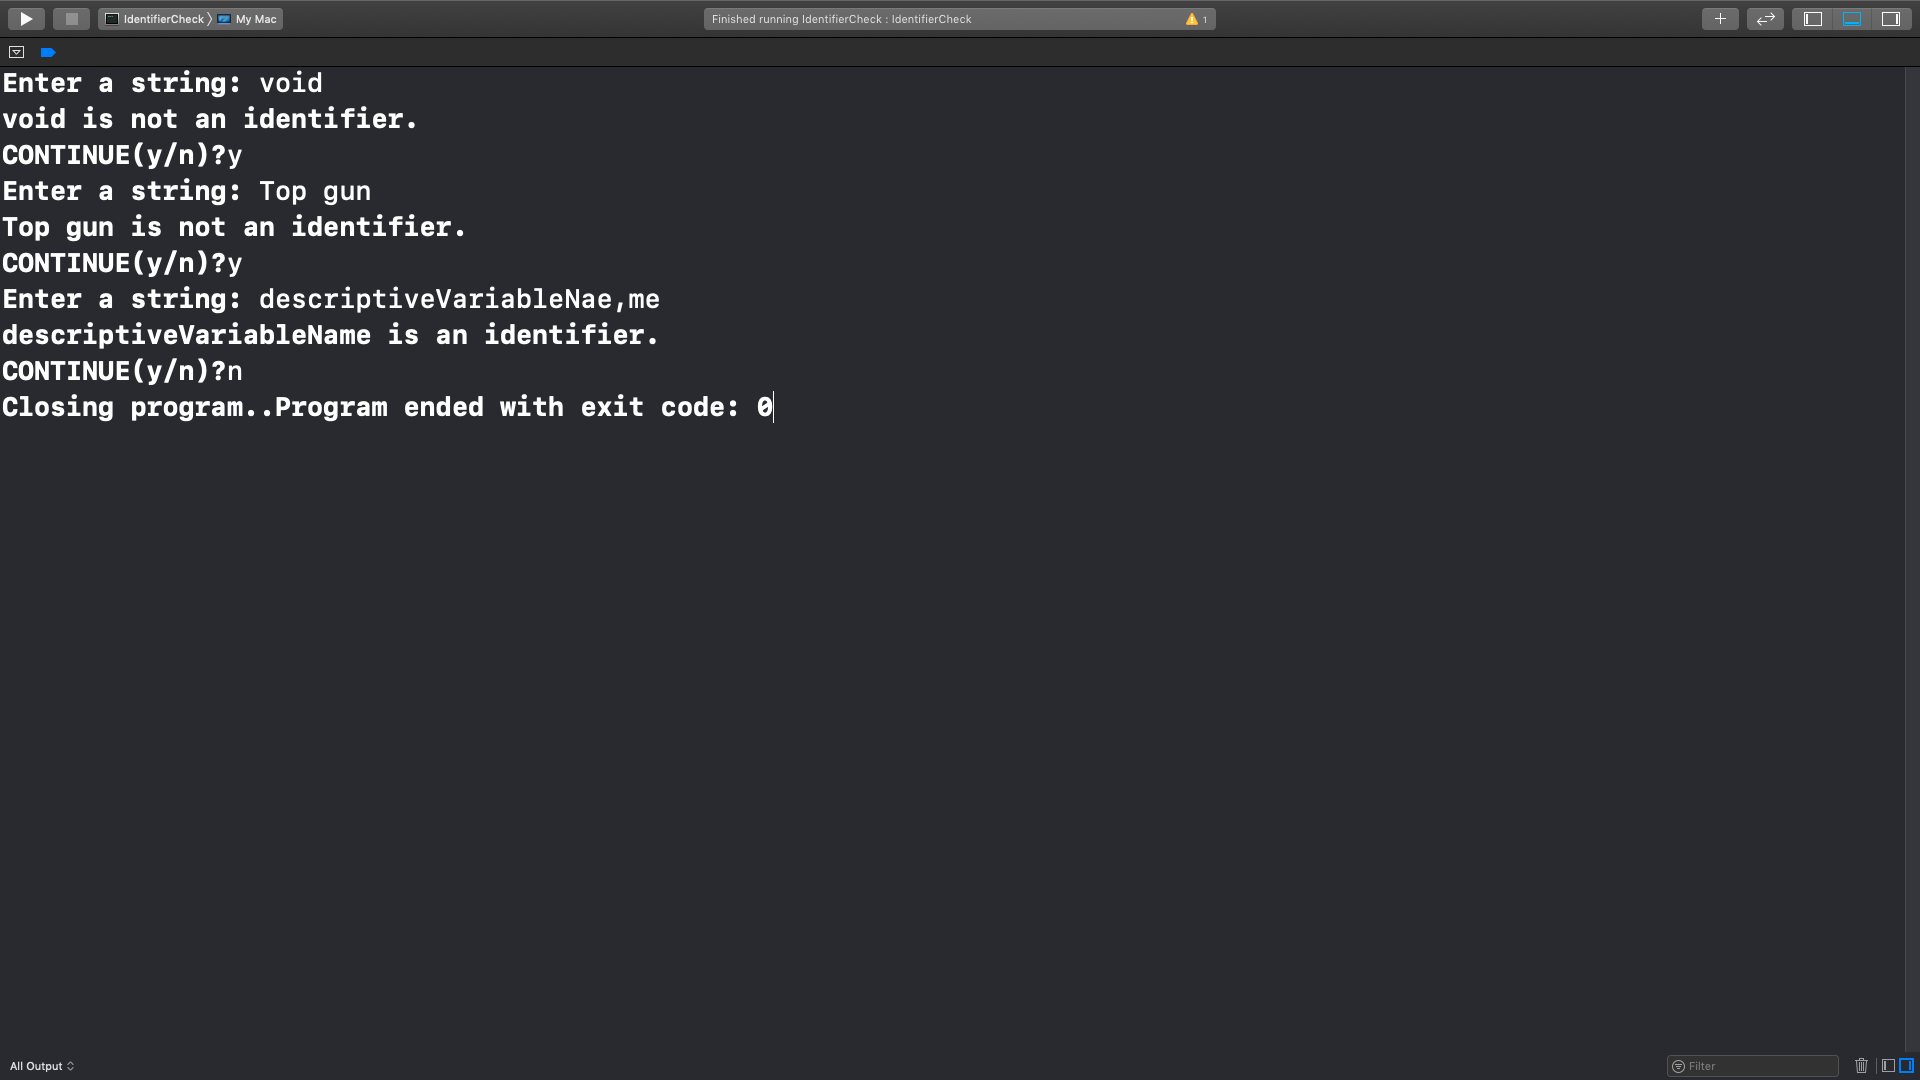 IdentifierCheck 〉 My Mac
Finished running IdentifierCheck : IdentifierCheck
1
Enter a string: void
void is not an identifier.
CONTINUE(y/n)?y
Enter a string: Top gun
Top gun is not an identifier.
CONTINUE(y/n)?y
Enter a string: descriptiveVariableNae,me
descriptiveVariableName is an identifier.
CONTINUE(y/n)?n
Closing program..Program ended with exit code: 0
All Output
Filter